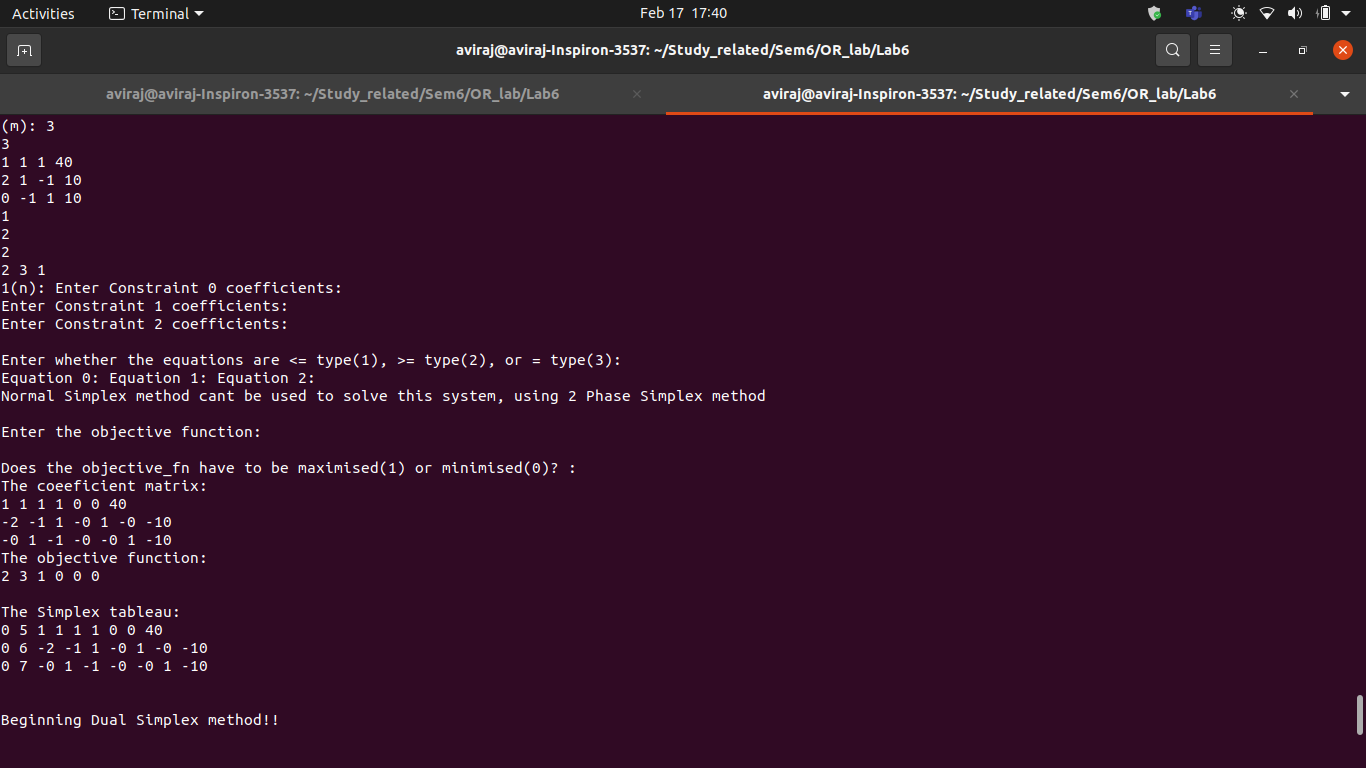 Activities Terminal Feb 17 17:40
aviraj@aviraj-Inspiron-3537: ~/Study_related/Sem6/OR_lab/Lab6
aviraj@aviraj-Inspiron-3537: ~/Study_related/Sem6/OR_lab/Lab6 × aviraj@aviraj-Inspiron-3537: ~/Study_related/Sem6/OR_lab/Lab6 ×
(m): 3
3
1 1 1 40
2 1 -1 10
0 -1 1 10
1
2
2
2 3 1
1(n): Enter Constraint 0 coefficients:
Enter Constraint 1 coefficients:
Enter Constraint 2 coefficients:
Enter whether the equations are <= type(1), >= type(2), or = type(3):
Equation 0: Equation 1: Equation 2:
Normal Simplex method cant be used to solve this system, using 2 Phase Simplex method
Enter the objective function:
Does the objective_fn have to be maximised(1) or minimised(0)? :
The coeeficient matrix:
1 1 1 1 0 0 40
-2 -1 1 -0 1 -0 -10
-0 1 -1 -0 -0 1 -10
The objective function:
2 3 1 0 0 0
The Simplex tableau:
0 5 1 1 1 1 0 0 40
0 6 -2 -1 1 -0 1 -0 -10
0 7 -0 1 -1 -0 -0 1 -10
Beginning Dual Simplex method!!